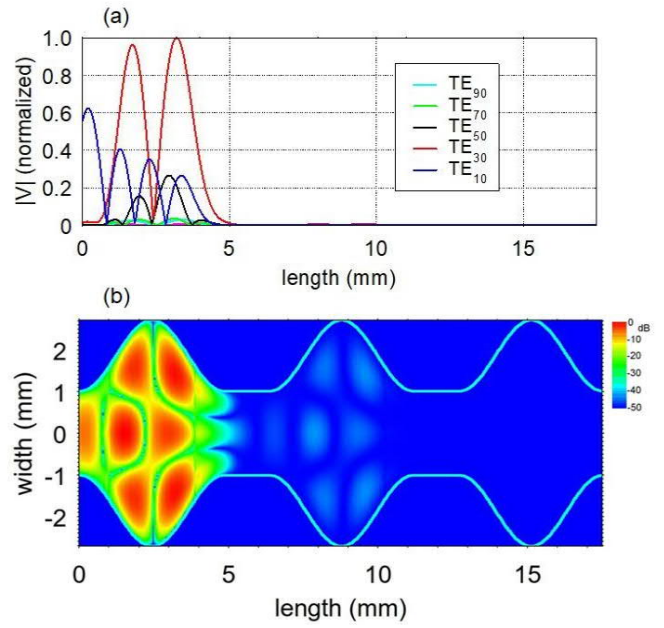 (a)
|V| (normalized)
1.0
0.8
0.6
0.4
0.2
0
TE90
TE70
TE50
TE30
TE10
0 5 10 15
length (mm)
(b)
width (mm)
2
1
0
-1
-2
0
dB
-10
-20
-30
-40
-50
0 5 10 15
length (mm)